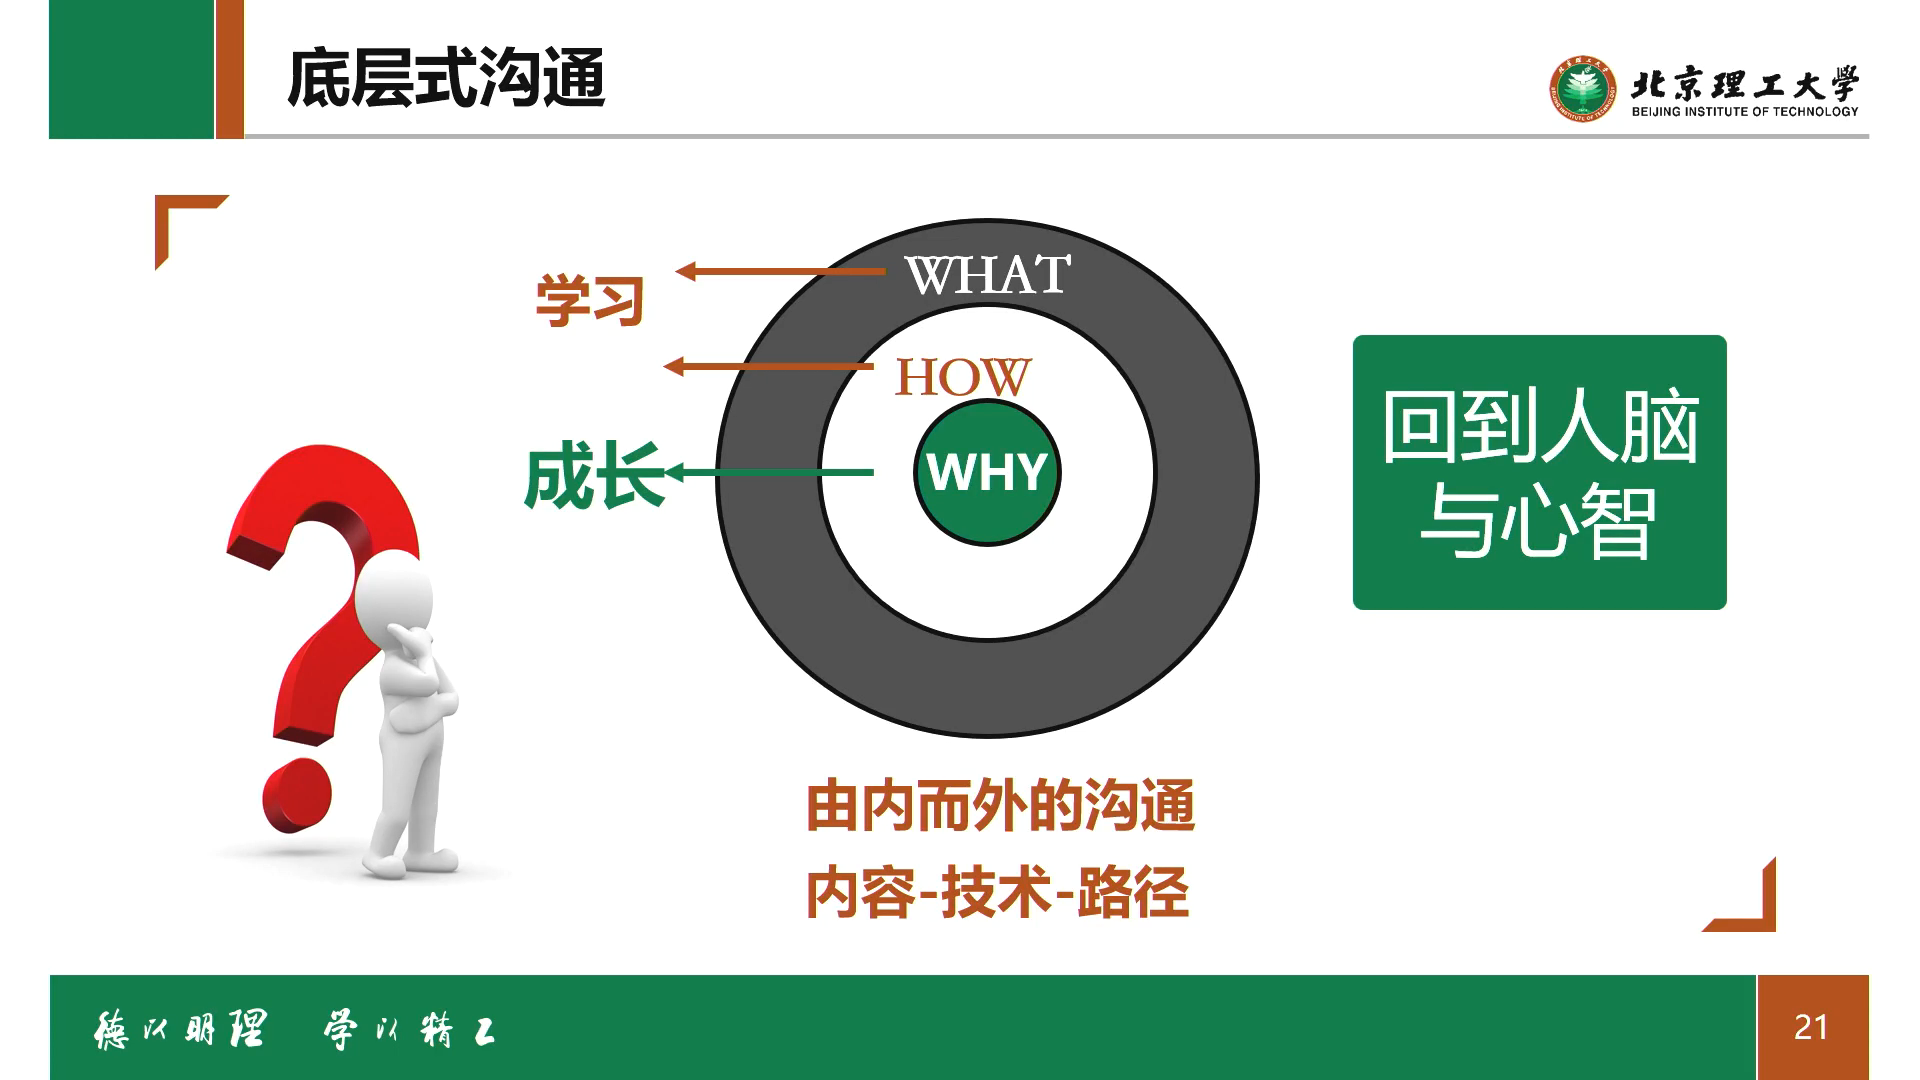 底层式沟通
北京理工大学
BEIJING INSTITUTE OF TECHNOLOGY
WHAT
学习
HOW
成长
WHY
回到人脑
与心智
由内而外的沟通
内容-技术-路径
德以明理 学以精工
21